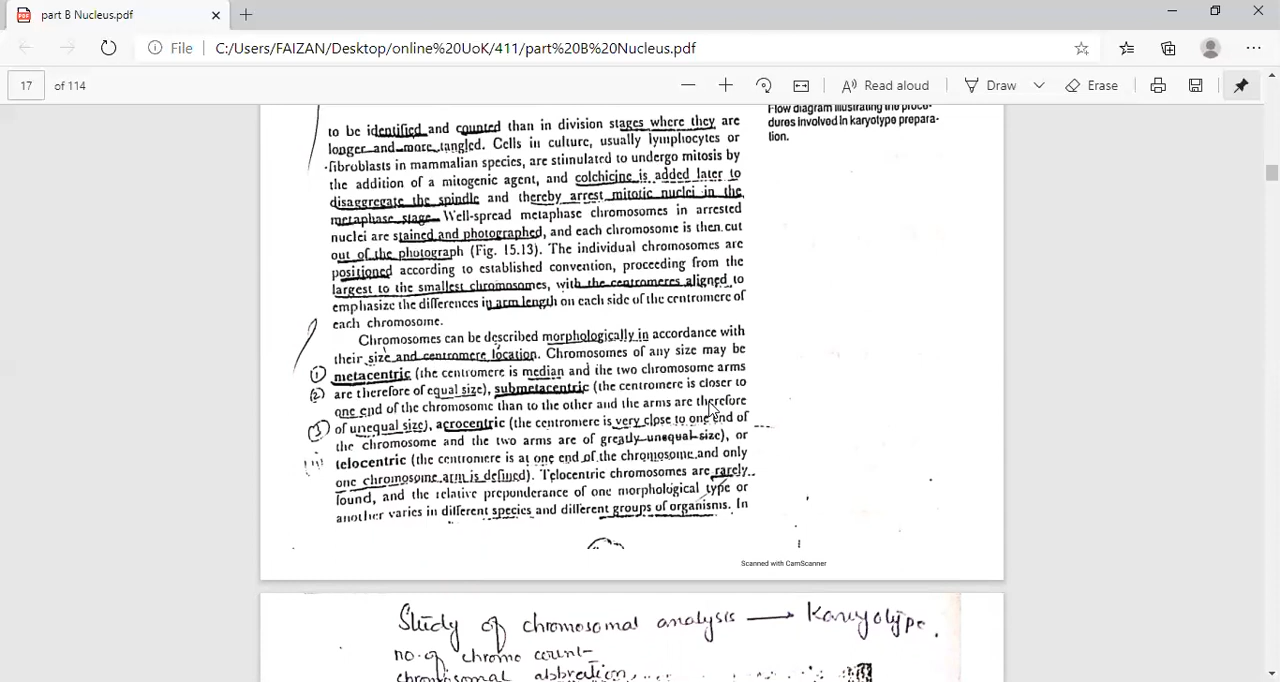 part B Nucleus.pdf
File
C:/Users/FAIZAN/Desktop/online%20UoK/411/part%20B%20Nucleus.pdf
17 of 114
Read aloud
Draw
Erase
Flow diagram illustrating the proce-
dures involved in karyotype prepara-
tion.
to be identified and counted than in division stages where they are
longer and more tangled. Cells in culture, usually lymphocytes or
fibroblasts in mammalian species, are stimulated to undergo mitosis by
the addition of a mitogenic agent, and colchicine is added later to
disaggregate the spindle and thereby arrest mitotic nuclei in the
metaphase stage. Well-spread metaphase chromosomes in arrested
nuclei are stained and photographed, and each chromosome is then cut
out of the photograph (Fig. 15.13). The individual chromosomes are
positioned according to established convention, proceeding from the
largest to the smallest chromosomes, with the centromeres aligned to
emphasize the differences in arm length on each side of the centromere of
each chromosome.
Chromosomes can be described morphologically in accordance with
their size and centromere location. Chromosomes of any size may be
(1) metacentric (the centromere is median and the two chromosome arms
(2) are therefore of equal size), submetacentric (the centromere is closer to
one end of the chromosome than to the other and the arms are therefore
(3) of unequal size), acrocentric (the centromere is very close to one end of
the chromosome and the two arms are of greatly unequal size), or
telocentric (the centromere is at one end of the chromosome and only
one chromosome arm is defined). Telocentric chromosomes are rarely
found, and the relative preponderance of one morphological type or
another varies in different species and different groups of organisms. In
Scanned with CamScanner
Study of chromosomal analysis → Karyotype.
no. of chromo count-
chromosomal abbration